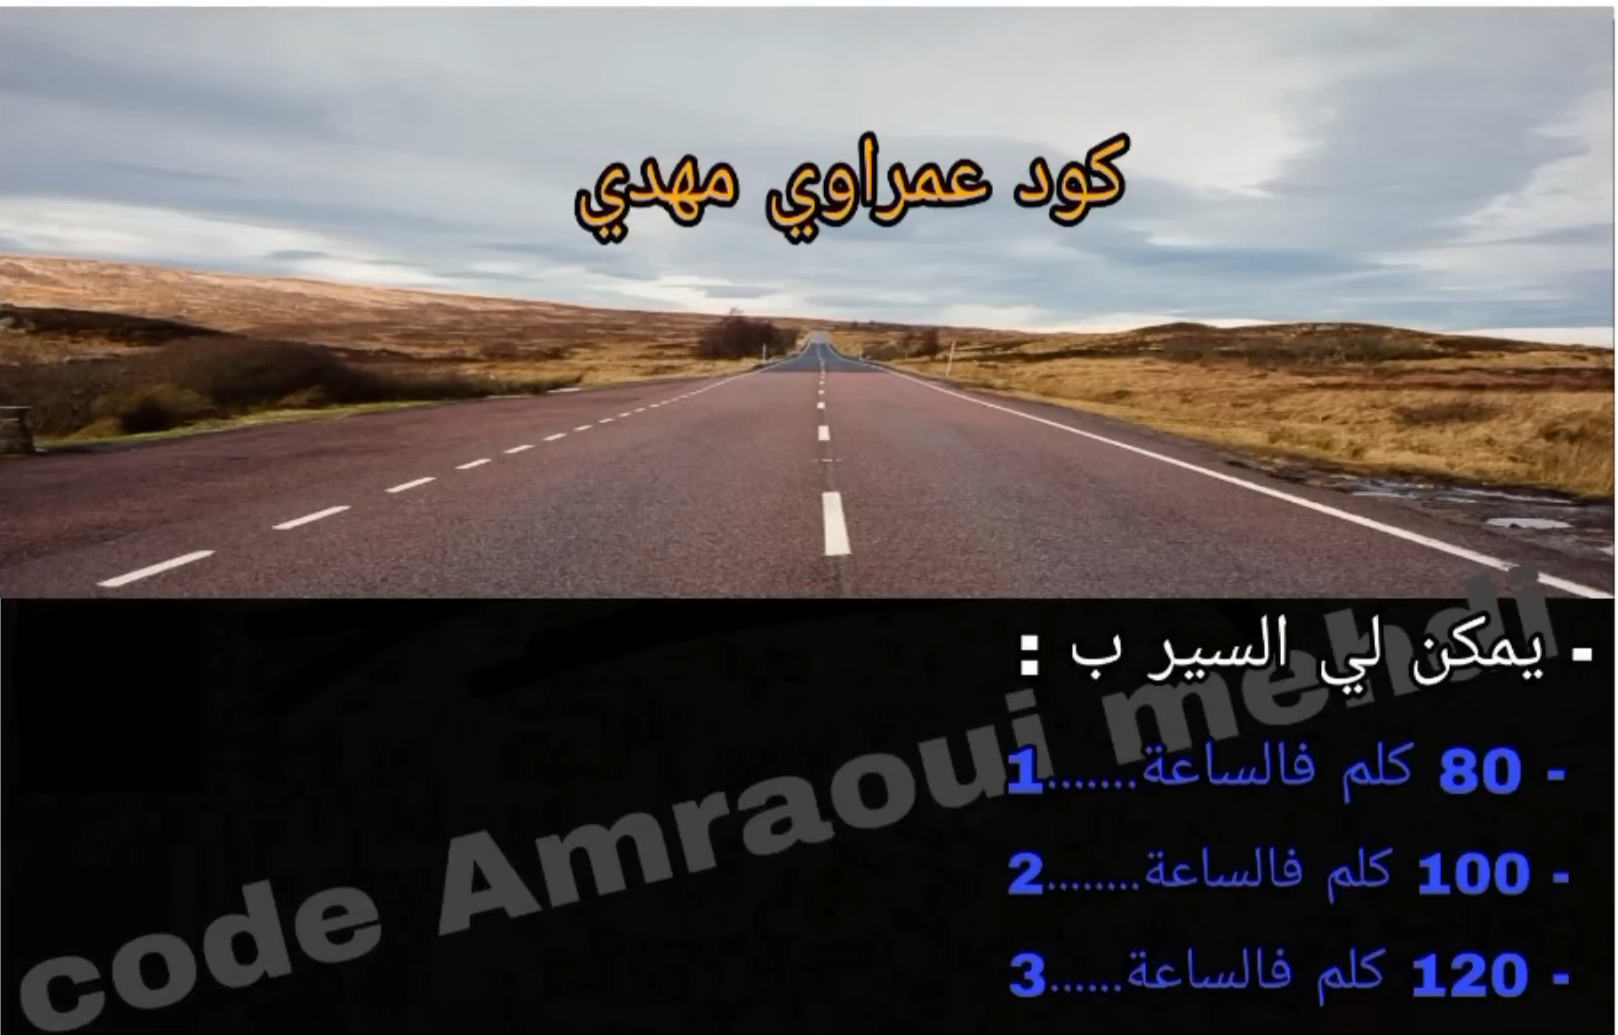 كود عمراوي مهدي
- يمكن لي السير ب :
- 80 كلم فالساعة.......1
- 100 كلم فالساعة........2
- 120 كلم فالساعة......3
code Amraoui mehdi